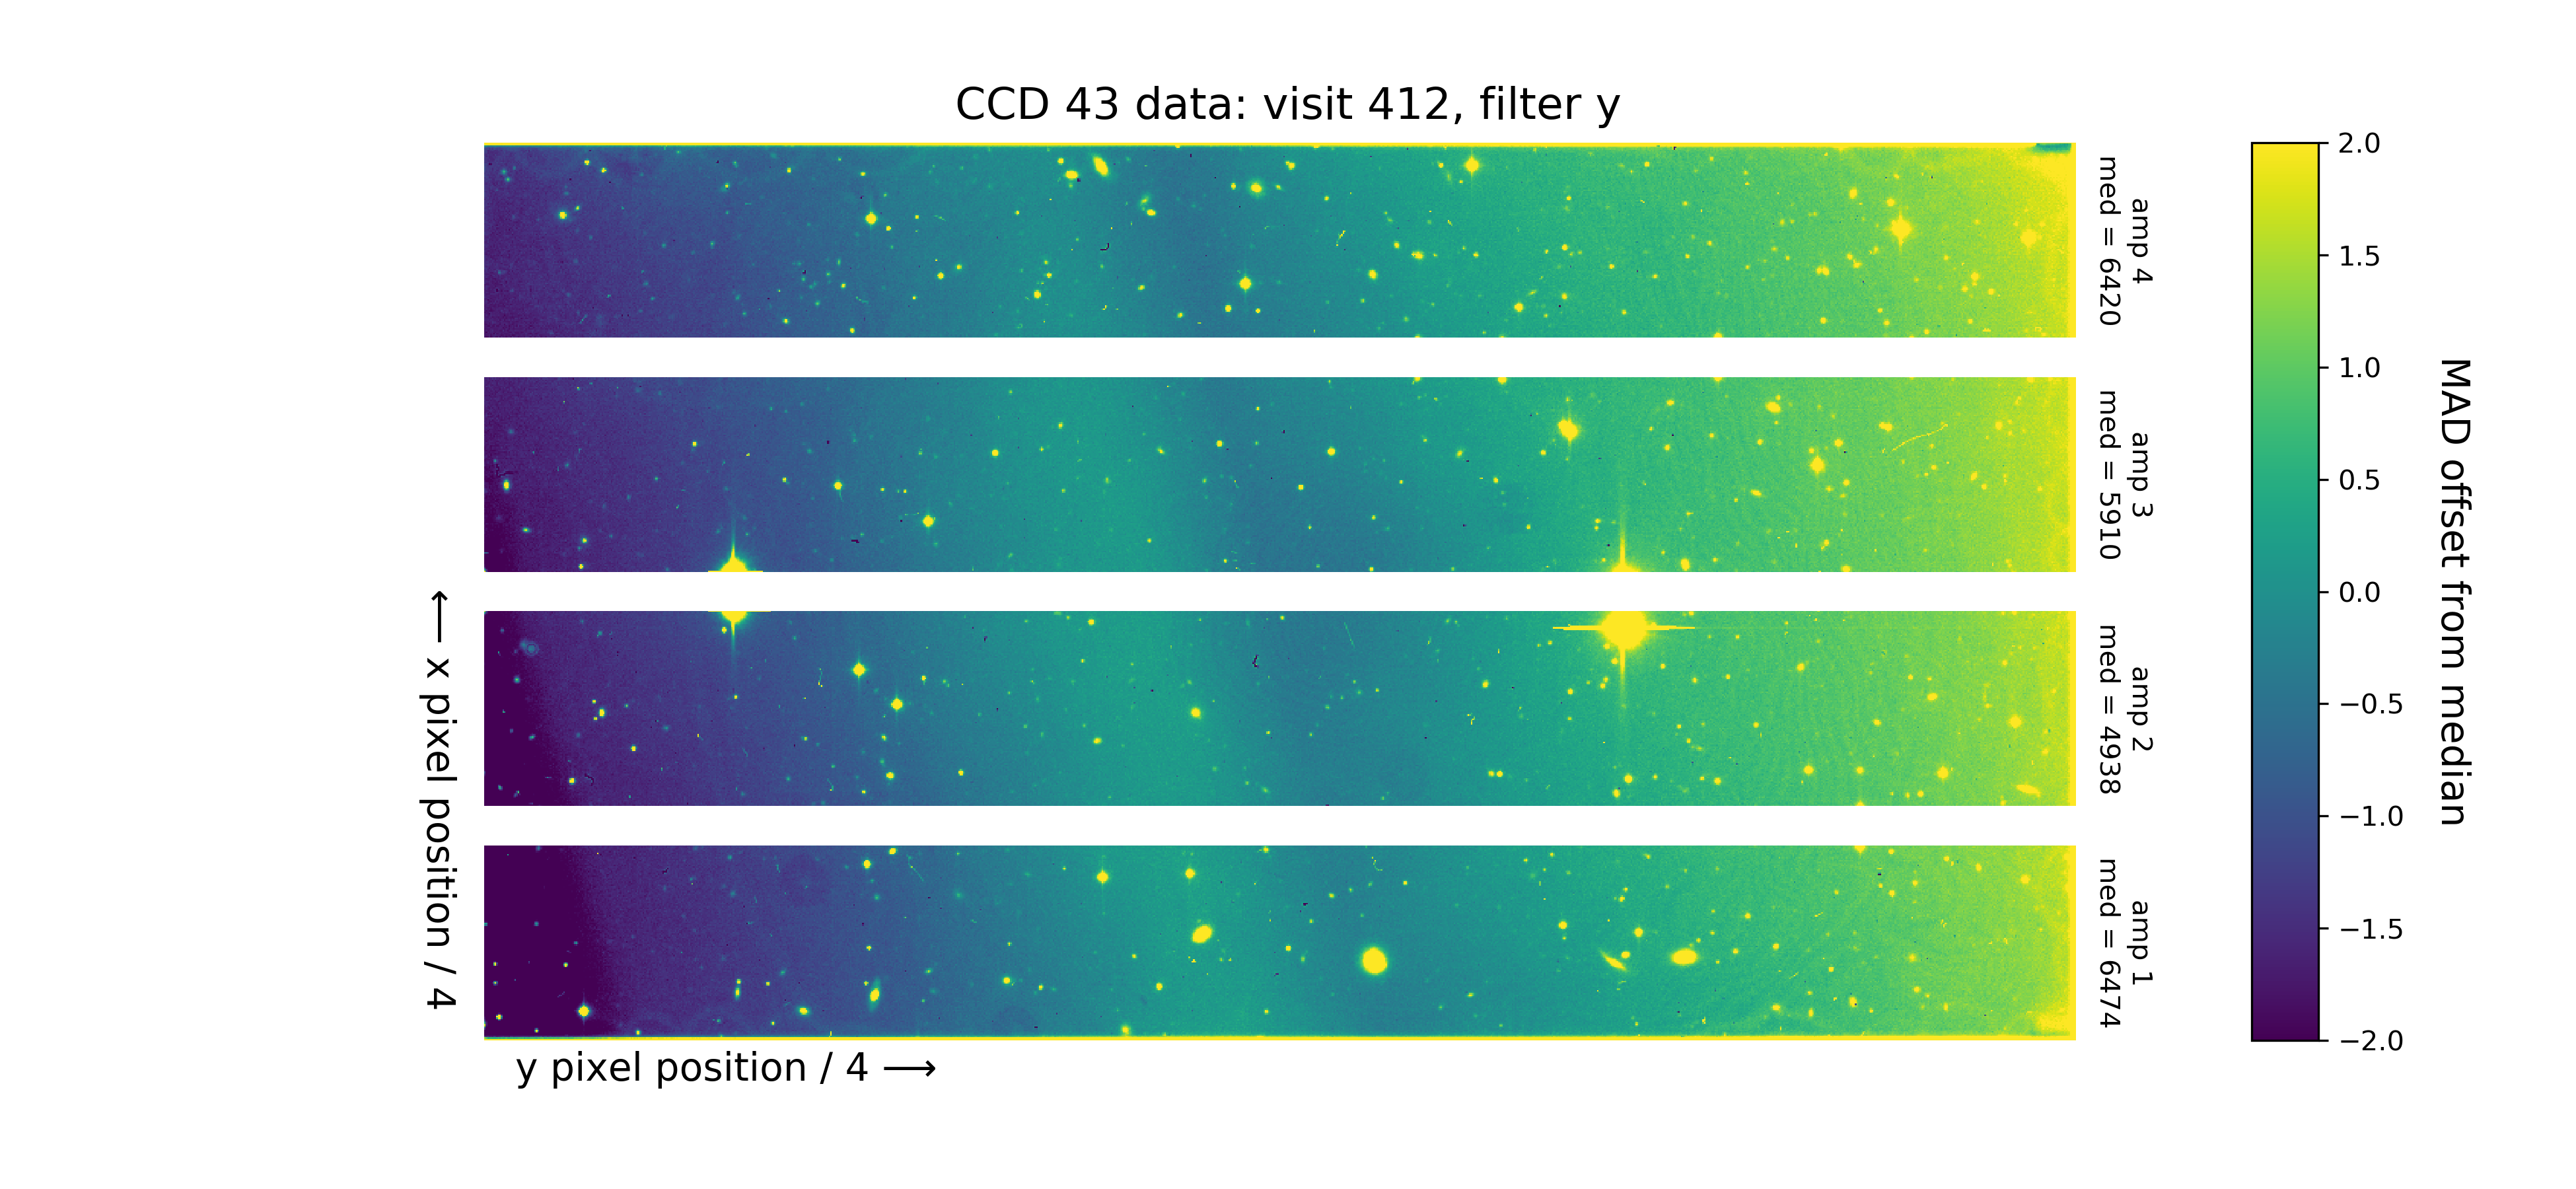 CCD 43 data: visit 412, filter y
amp 4
med = 6420
amp 3
med = 5910
amp 2
med = 4938
amp 1
med = 6474
⟵ x pixel position / 4
y pixel position / 4 ⟶
2.0
1.5
1.0
0.5
0.0
−0.5
−1.0
−1.5
−2.0
MAD offset from median